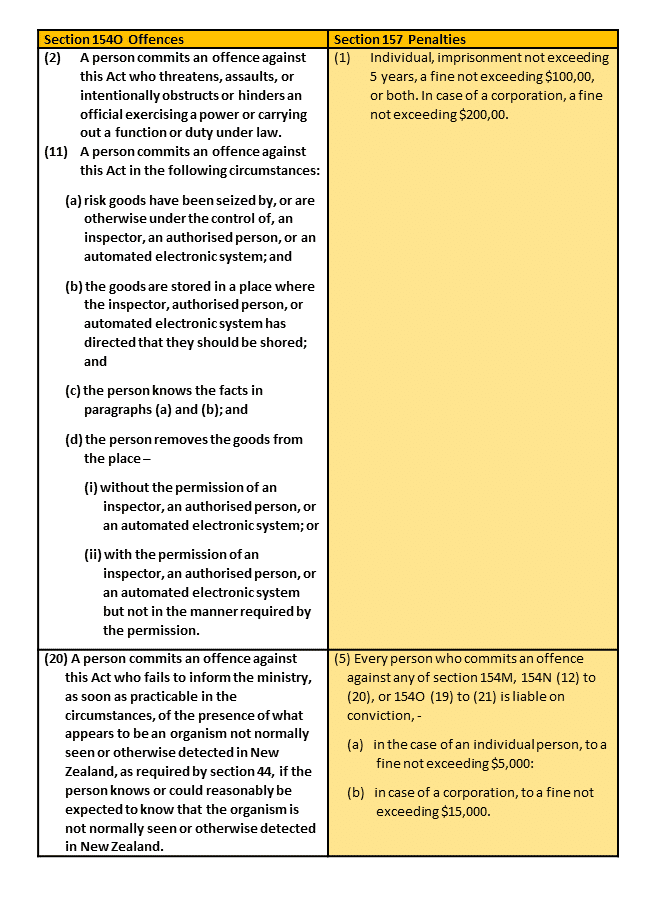 Section 154O Offences
(2) A person commits an offence against
this Act who threatens, assaults, or
intentionally obstructs or hinders an
official exercising a power or carrying
out a function or duty under law.
(11) A person commits an offence against
this Act in the following circumstances:
(a) risk goods have been seized by, or are
otherwise under the control of, an
inspector, an authorised person, or an
automated electronic system; and
(b) the goods are stored in a place where
the inspector, authorised person, or
automated electronic system has
directed that they should be shored;
and
(c) the person knows the facts in
paragraphs (a) and (b); and
(d) the person removes the goods from
the place –
(i) without the permission of an
inspector, an authorised person, or
an automated electronic system; or
(ii) with the permission of an
inspector, an authorised person, or
an automated electronic system
but not in the manner required by
the permission.
Section 157 Penalties
(1) Individual, imprisonment not exceeding
5 years, a fine not exceeding $100,00,
or both. In case of a corporation, a fine
not exceeding $200,00.
(20) A person commits an offence against
this Act who fails to inform the ministry,
as soon as practicable in the
circumstances, of the presence of what
appears to be an organism not normally
seen or otherwise detected in New
Zealand, as required by section 44, if the
person knows or could reasonably be
expected to know that the organism is
not normally seen or otherwise detected
in New Zealand.
(5) Every person who commits an offence
against any of section 154M, 154N (12) to
(20), or 154O (19) to (21) is liable on
conviction, -
(a) in the case of an individual person, to a
fine not exceeding $5,000:
(b) in case of a corporation, to a fine not
exceeding $15,000.